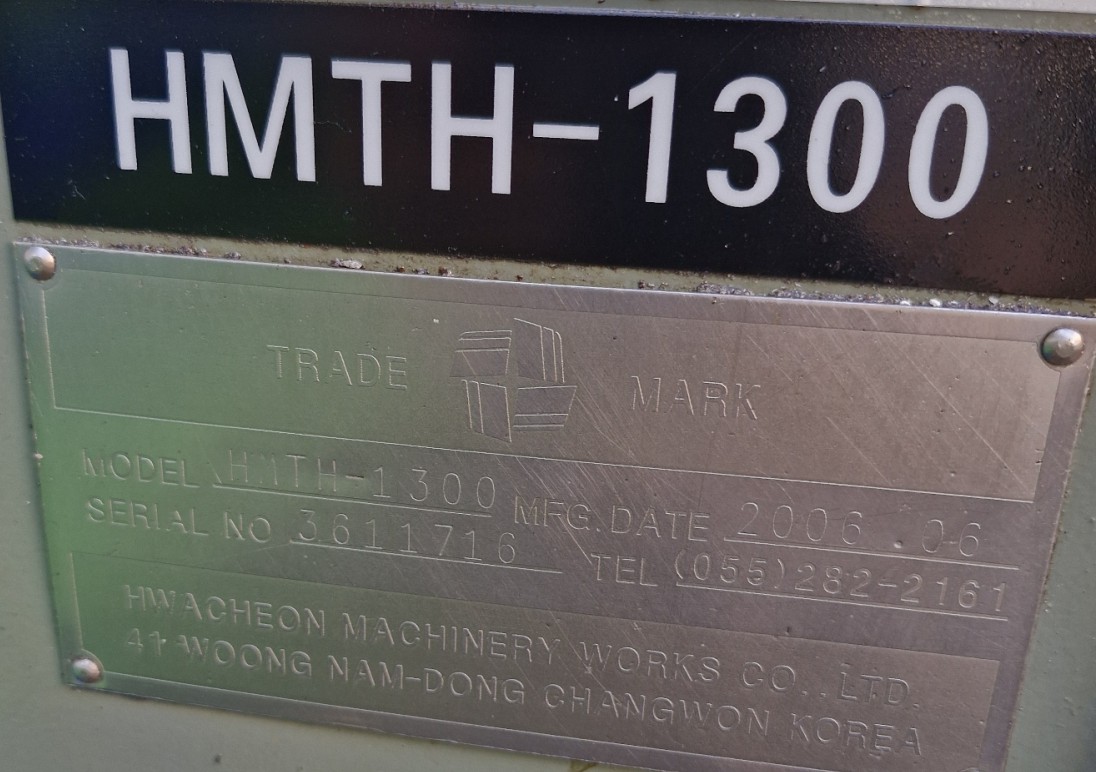 HMTH-1300
TRADE MARK
MODEL HMTH-1300
MFG. DATE 2006.06
SERIAL NO 3611716
TEL (055)282-2161
HWACHEON MACHINERY WORKS CO., LTD.
41 WOONG NAM-DONG CHANGWON KOREA